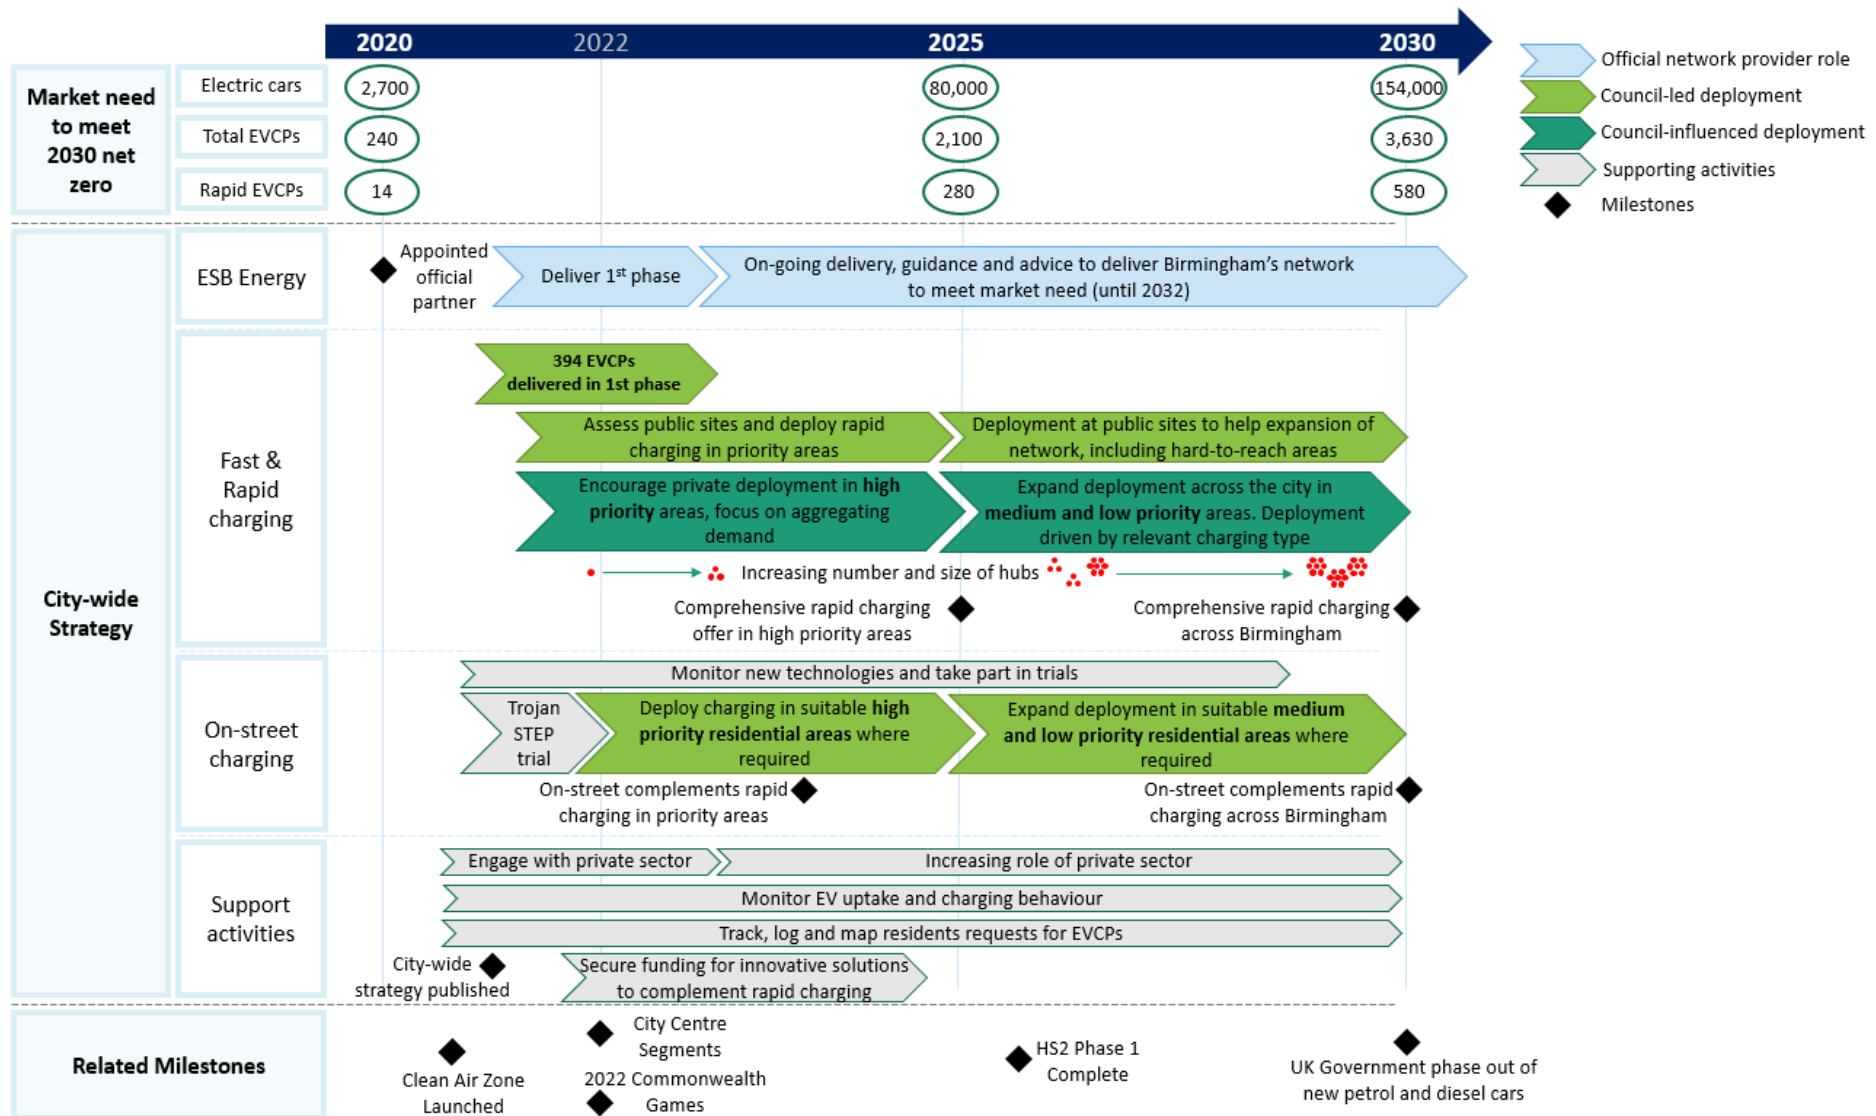 2020
2022
2025
2030
Official network provider role
Council-led deployment
Council-influenced deployment
Supporting activities
Milestones
Market need
to meet
2030 net
zero
Electric cars
2,700
80,000
154,000
Total EVCPs
240
2,100
3,630
Rapid EVCPs
14
280
580
City-wide
Strategy
ESB Energy
Appointed
official
partner
Deliver 1st phase
On-going delivery, guidance and advice to deliver Birmingham's network
to meet market need (until 2032)
Fast &
Rapid
charging
394 EVCPs
delivered in 1st phase
Assess public sites and deploy rapid
charging in priority areas
Deployment at public sites to help expansion of
network, including hard-to-reach areas
Encourage private deployment in high
priority areas, focus on aggregating
demand
Expand deployment across the city in
medium and low priority areas. Deployment
driven by relevant charging type
Increasing number and size of hubs
Comprehensive rapid charging
offer in high priority areas
Comprehensive rapid charging
across Birmingham
On-street
charging
Monitor new technologies and take part in trials
Trojan
STEP
trial
Deploy charging in suitable high
priority residential areas where
required
Expand deployment in suitable medium
and low priority residential areas where
required
On-street complements rapid
charging in priority areas
On-street complements rapid
charging across Birmingham
Support
activities
Engage with private sector
Increasing role of private sector
Monitor EV uptake and charging behaviour
Track, log and map residents requests for EVCPs
City-wide
strategy published
Secure funding for innovative solutions
to complement rapid charging
Related Milestones
Clean Air Zone
Launched
City Centre
Segments
2022 Commonwealth
Games
HS2 Phase 1
Complete
UK Government phase out of
new petrol and diesel cars